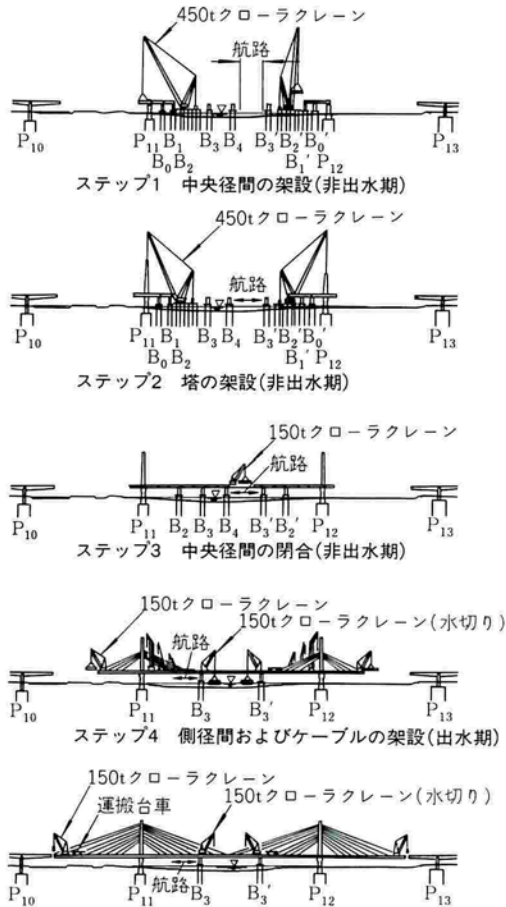 450tクローラクレーン
航路
P10 P11 B1 B3 B4 B3′ B2′ B0′ P13
B0 B2 B1′ P12
ステップ1 中央径間の架設(非出水期)
450tクローラクレーン
航路
P10 P11 B1 B3 B4 B3′ B2′ B0′ P13
B0 B2 B1′ P12
ステップ2 塔の架設(非出水期)
150tクローラクレーン
航路
P10 P11 B2 B3 B4 B3′ B2′ P12 P13
ステップ3 中央径間の閉合(非出水期)
150tクローラクレーン
150tクローラクレーン(水切り)
航路
P10 P11 B3 B3′ P12 P13
ステップ4 側径間およびケーブルの架設(出水期)
150tクローラクレーン
運搬台車 150tクローラクレーン(水切り)
航路
P10 P11 B3 B3′ P12 P13